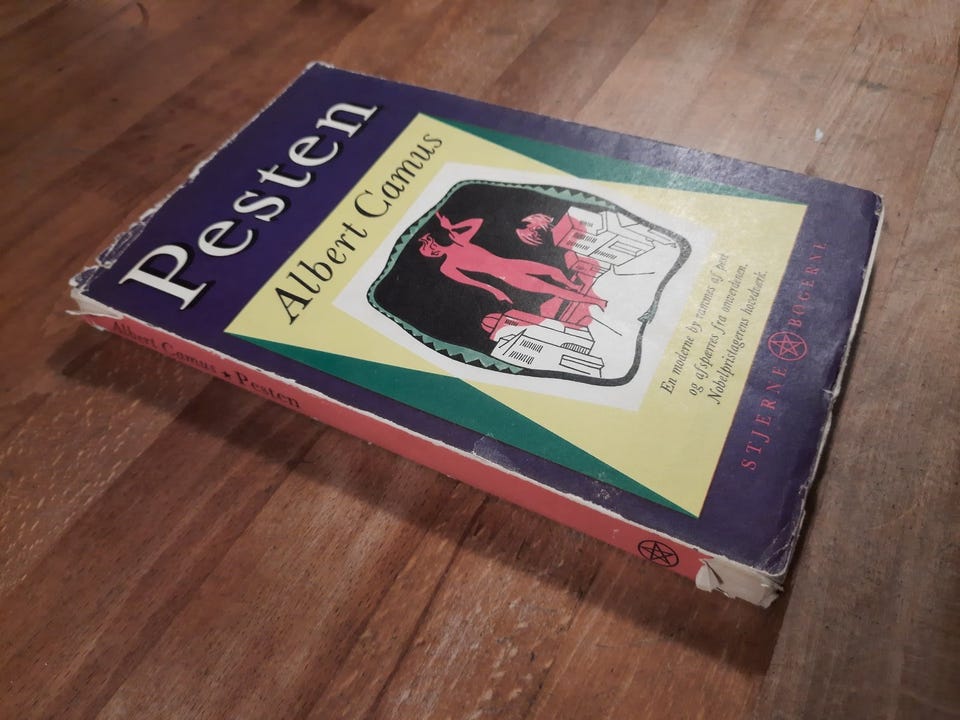 Pesten
Albert Camus
En moderne by rammes af pest
og afspærres fra omverdenen.
Nobelpristagerens hovedværk.
STJERNE BØGERNE
Albert Camus ★ Pesten